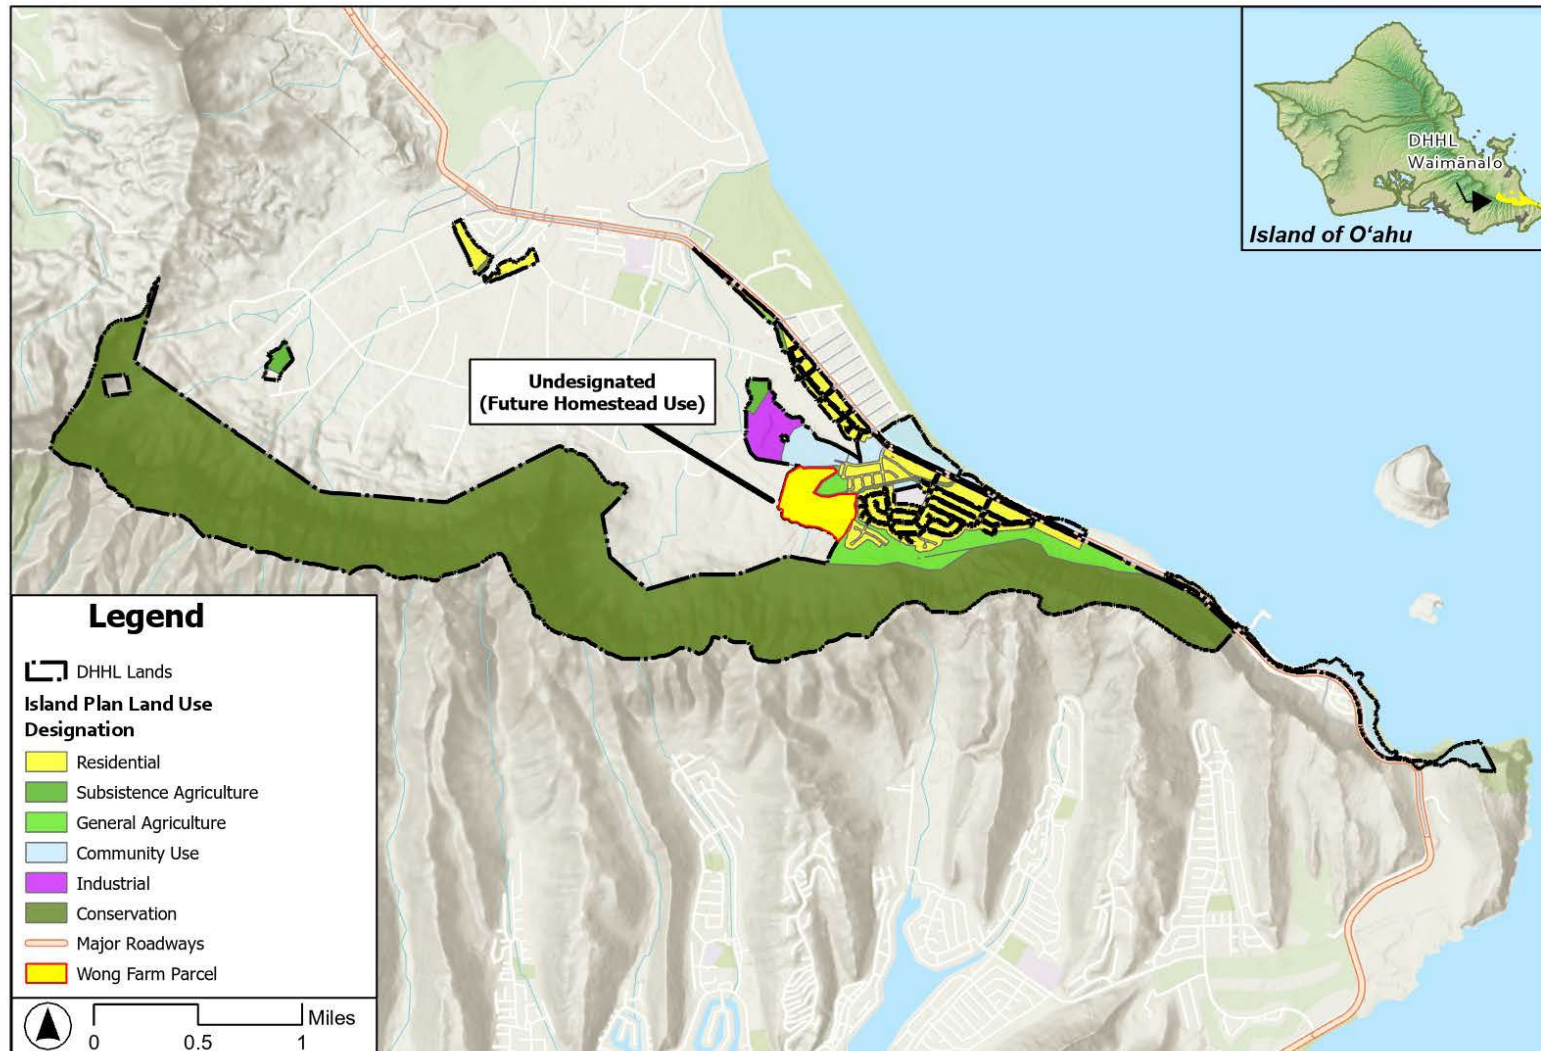 DHHL
Waimānalo
Island of Oʻahu
Undesignated
(Future Homestead Use)
Legend
DHHL Lands
Island Plan Land Use
Designation
Residential
Subsistence Agriculture
General Agriculture
Community Use
Industrial
Conservation
Major Roadways
Wong Farm Parcel
Miles
0 0.5 1